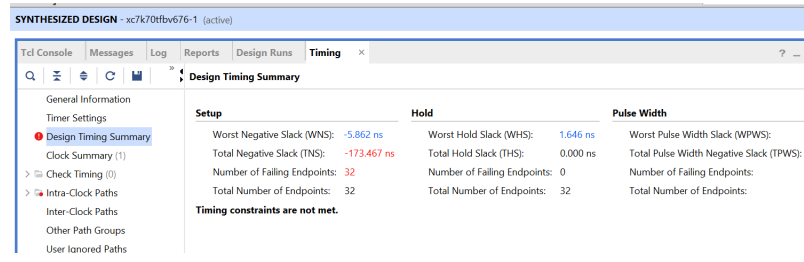 SYNTHESIZED DESIGN - xc7k70tfbv676-1 (active)
Tcl Console Messages Log Reports Design Runs Timing × ? _
» Design Timing Summary
General Information
Timer Settings
Design Timing Summary
Clock Summary (1)
Check Timing (0)
Intra-Clock Paths
Inter-Clock Paths
Other Path Groups
User Ignored Paths
Setup Hold Pulse Width
Worst Negative Slack (WNS): -5.862 ns Worst Hold Slack (WHS): 1.646 ns Worst Pulse Width Slack (WPWS):
Total Negative Slack (TNS): -173.467 ns Total Hold Slack (THS): 0.000 ns Total Pulse Width Negative Slack (TPWS):
Number of Failing Endpoints: 32 Number of Failing Endpoints: 0 Number of Failing Endpoints:
Total Number of Endpoints: 32 Total Number of Endpoints: 32 Total Number of Endpoints:
Timing constraints are not met.